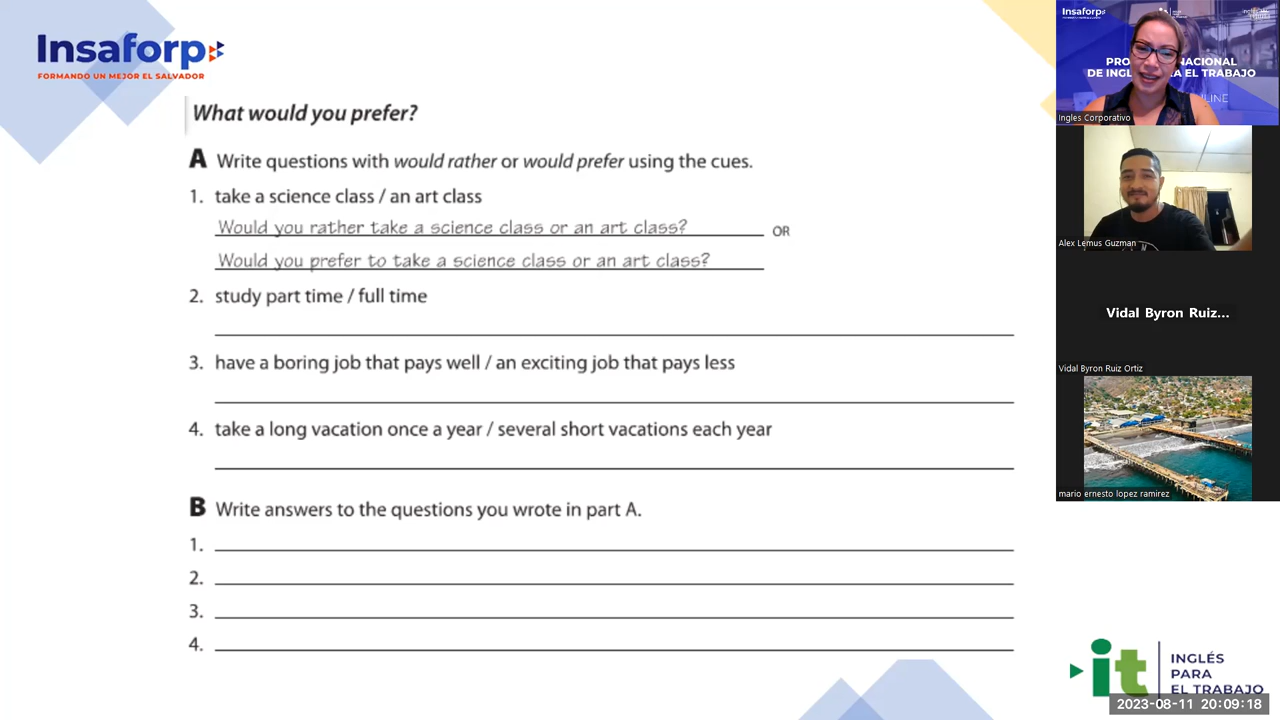 Insaforp
FORMANDO UN MEJOR EL SALVADOR
What would you prefer?
A Write questions with would rather or would prefer using the cues.
1. take a science class / an art class
Would you rather take a science class or an art class? OR
Would you prefer to take a science class or an art class?
2. study part time / full time
3. have a boring job that pays well / an exciting job that pays less
4. take a long vacation once a year / several short vacations each year
B Write answers to the questions you wrote in part A.
1.
2.
3.
4.
Insaforp
Ingles Corporativo
Alex Lemus Guzman
Vidal Byron Ruiz...
Vidal Byron Ruiz Ortiz
mario ernesto lopez ramirez
it INGLÉS
PARA
EL TRABAJO
2023-08-11 20:09:18